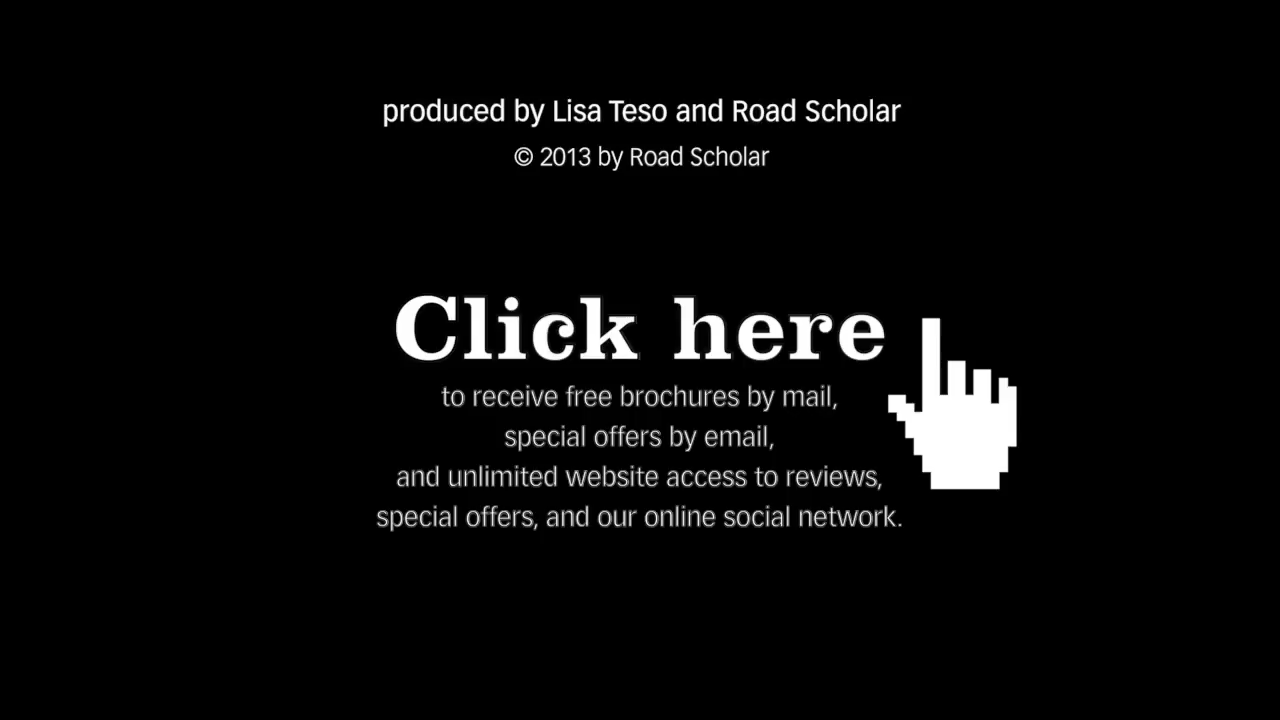 produced by Lisa Teso and Road Scholar
© 2013 by Road Scholar
Click here
to receive free brochures by mail,
special offers by email,
and unlimited website access to reviews,
special offers, and our online social network.